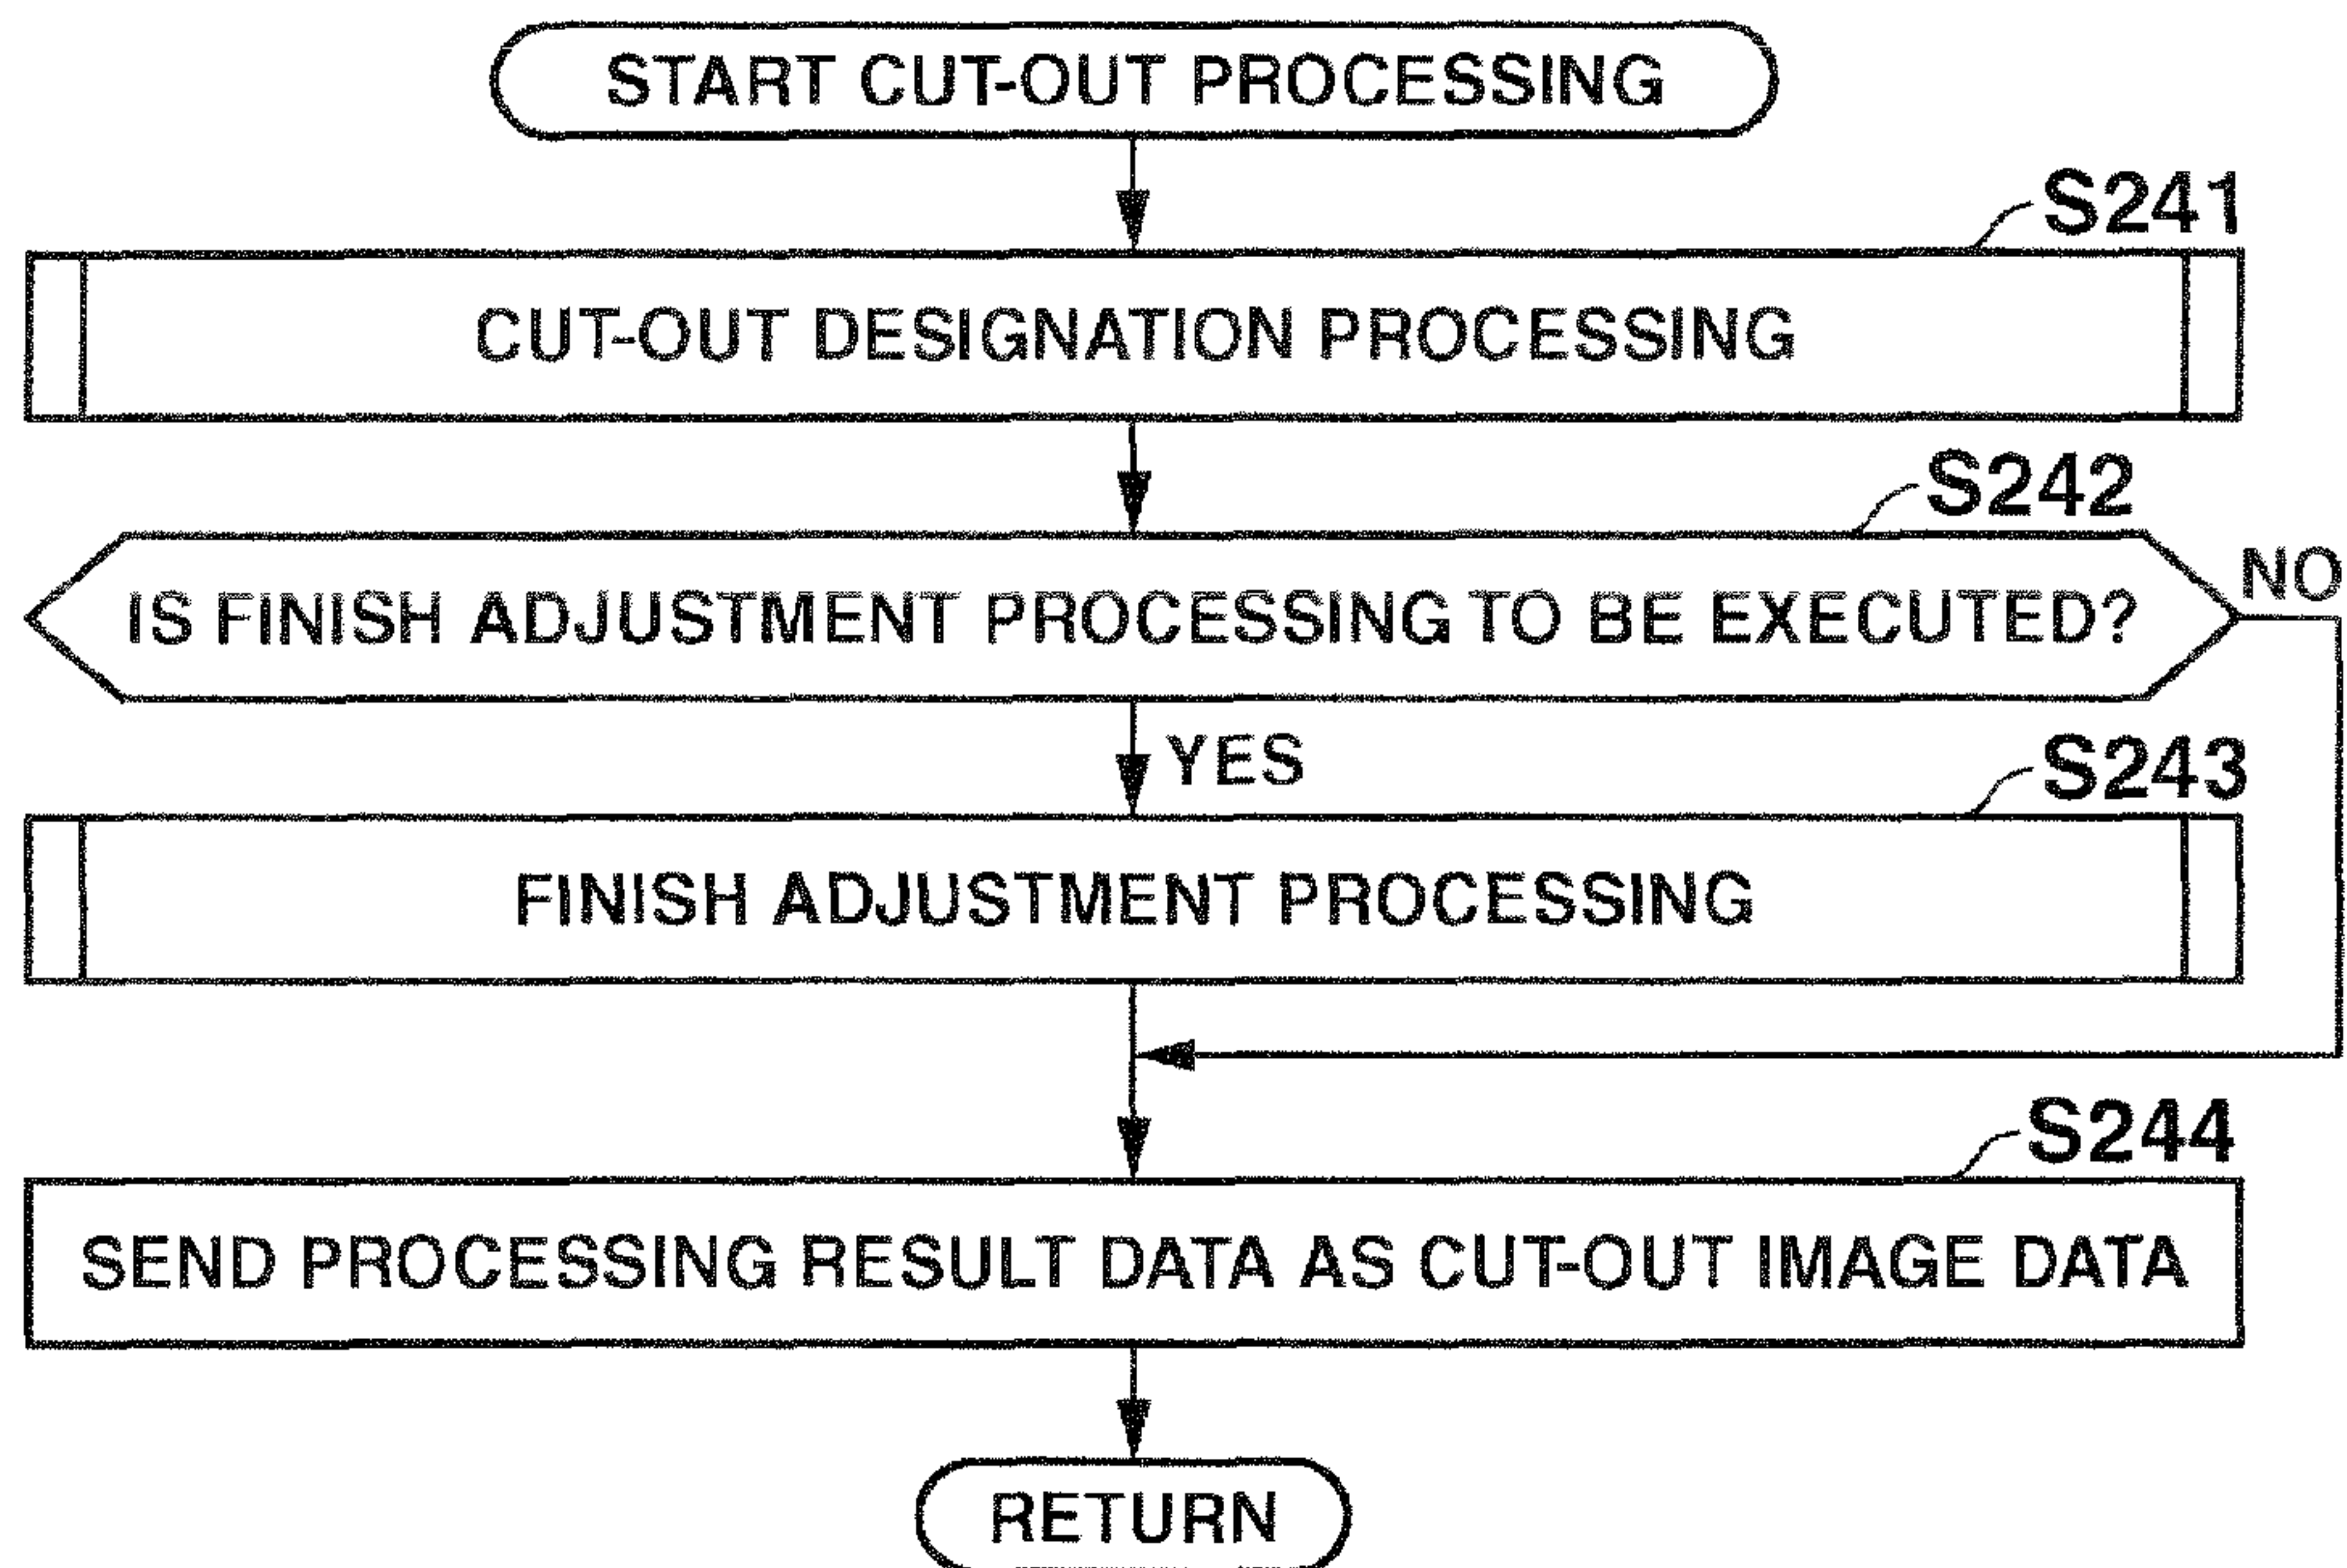 START CUT-OUT PROCESSING
S241
CUT-OUT DESIGNATION PROCESSING
S242
IS FINISH ADJUSTMENT PROCESSING TO BE EXECUTED?
NO
YES
S243
FINISH ADJUSTMENT PROCESSING
S244
SEND PROCESSING RESULT DATA AS CUT-OUT IMAGE DATA
RETURN